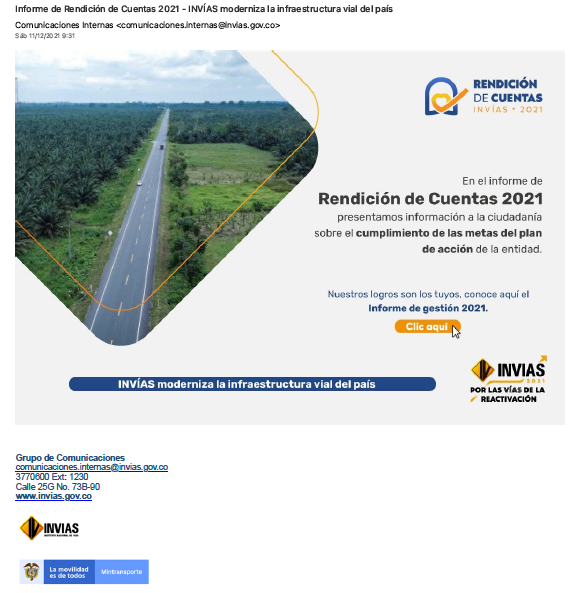 Informe de Rendición de Cuentas 2021 - INVÍAS moderniza la infraestructura vial del país
Comunicaciones Internas <comunicaciones.internas@invias.gov.co>
Sáb 11/12/2021 9:31
RENDICIÓN
DE CUENTAS
INVÍAS • 2021
En el informe de
Rendición de Cuentas 2021
presentamos información a la ciudadanía
sobre el cumplimiento de las metas del plan
de acción de la entidad.
Nuestros logros son los tuyos, conoce aquí el
Informe de gestión 2021.
Clic aquí
INVÍAS moderniza la infraestructura vial del país
INVIAS
2021
POR LAS VÍAS DE LA
REACTIVACIÓN
Grupo de Comunicaciones
comunicaciones.internas@invias.gov.co
3770600 Ext: 1230
Calle 25G No. 73B-90
www.invias.gov.co
INVIAS
INSTITUTO NACIONAL DE VÍAS
La movilidad
es de todos
Mintransporte